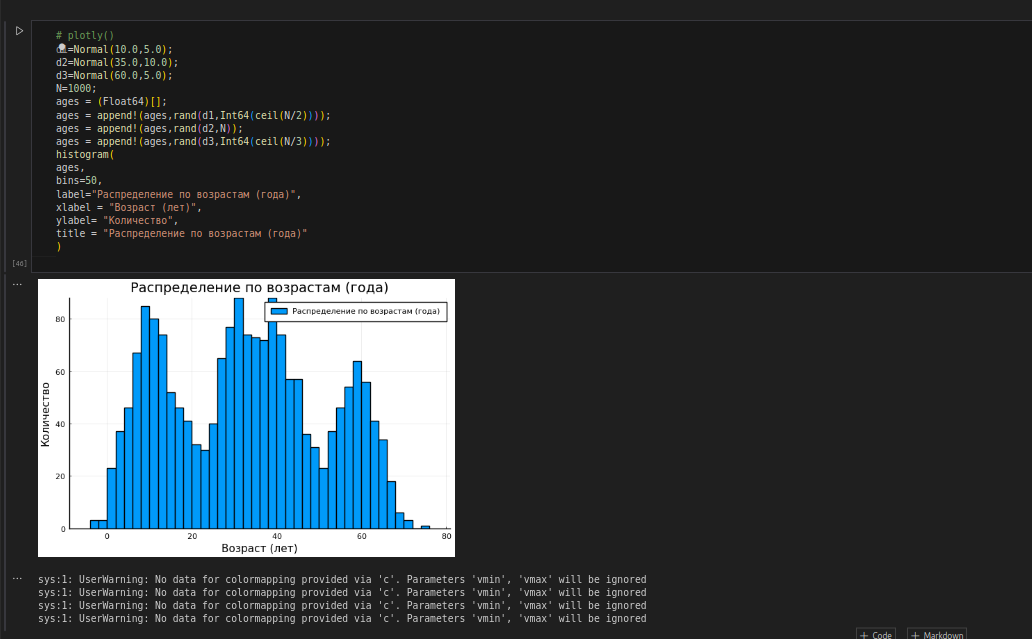 # plotly()
d1=Normal(10.0,5.0);
d2=Normal(35.0,10.0);
d3=Normal(60.0,5.0);
N=1000;
ages = (Float64)[];
ages = append!(ages,rand(d1,Int64(ceil(N/2))));
ages = append!(ages,rand(d2,N));
ages = append!(ages,rand(d3,Int64(ceil(N/3))));
histogram(
ages,
bins=50,
label="Распределение по возрастам (года)",
xlabel = "Возраст (лет)",
ylabel= "Количество",
title = "Распределение по возрастам (года)"
)
[46]
...
Распределение по возрастам (года)
Распределение по возрастам (года)
80
60
40
20
0
Количество
0 20 40 60 80
Возраст (лет)
...
sys:1: UserWarning: No data for colormapping provided via 'c'. Parameters 'vmin', 'vmax' will be ignored
sys:1: UserWarning: No data for colormapping provided via 'c'. Parameters 'vmin', 'vmax' will be ignored
sys:1: UserWarning: No data for colormapping provided via 'c'. Parameters 'vmin', 'vmax' will be ignored
sys:1: UserWarning: No data for colormapping provided via 'c'. Parameters 'vmin', 'vmax' will be ignored
+ Code + Markdown